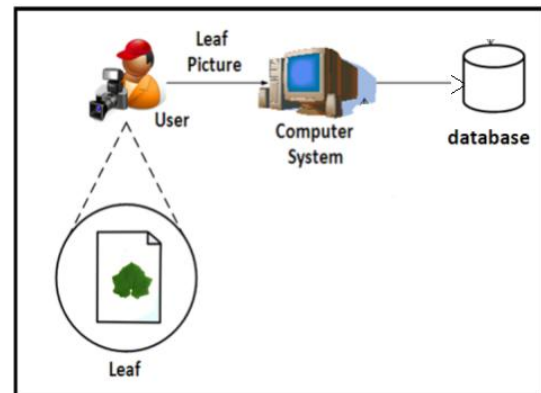 Leaf
Picture
User
Computer
System
database
Leaf